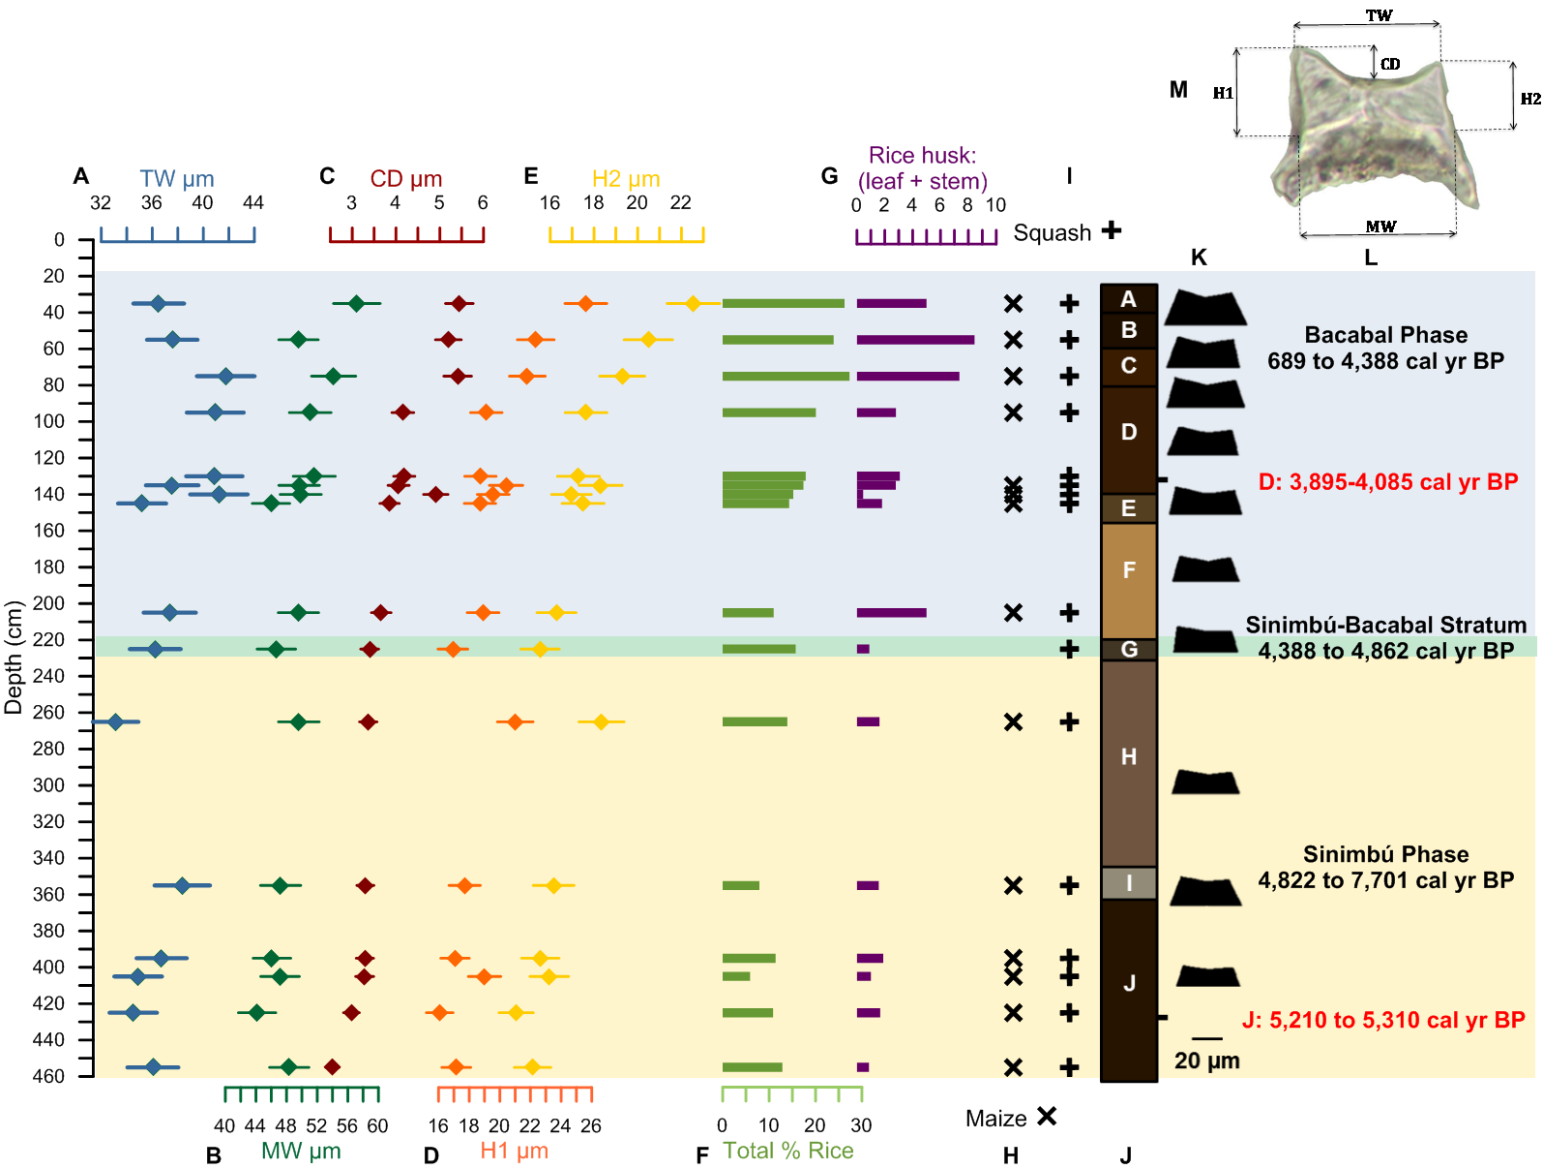 TW
CD
M
H1
H2
MW
A
TW µm
C
CD µm
E
H2 µm
G
Rice husk:
(leaf + stem)
I
32 36 40 44
3 4 5 6
16 18 20 22
0 2 4 6 8 10
Squash
K
L
0
20
40
60
80
100
120
140
160
180
200
220
240
260
280
300
320
340
360
380
400
420
440
460
Depth (cm)
A
B
C
D
E
F
G
H
I
J
Bacabal Phase
689 to 4,388 cal yr BP
D: 3,895-4,085 cal yr BP
Sinimbú-Bacabal Stratum
4,388 to 4,862 cal yr BP
Sinimbú Phase
4,822 to 7,701 cal yr BP
J: 5,210 to 5,310 cal yr BP
20 µm
40 44 48 52 56 60
16 18 20 22 24 26
0 10 20 30
Maize
B
MW µm
D
H1 µm
F
Total % Rice
H
J